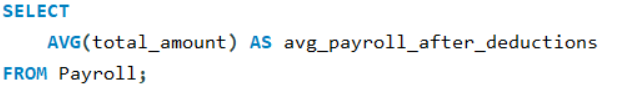 SELECT
    AVG(total_amount) AS avg_payroll_after_deductions
FROM Payroll;